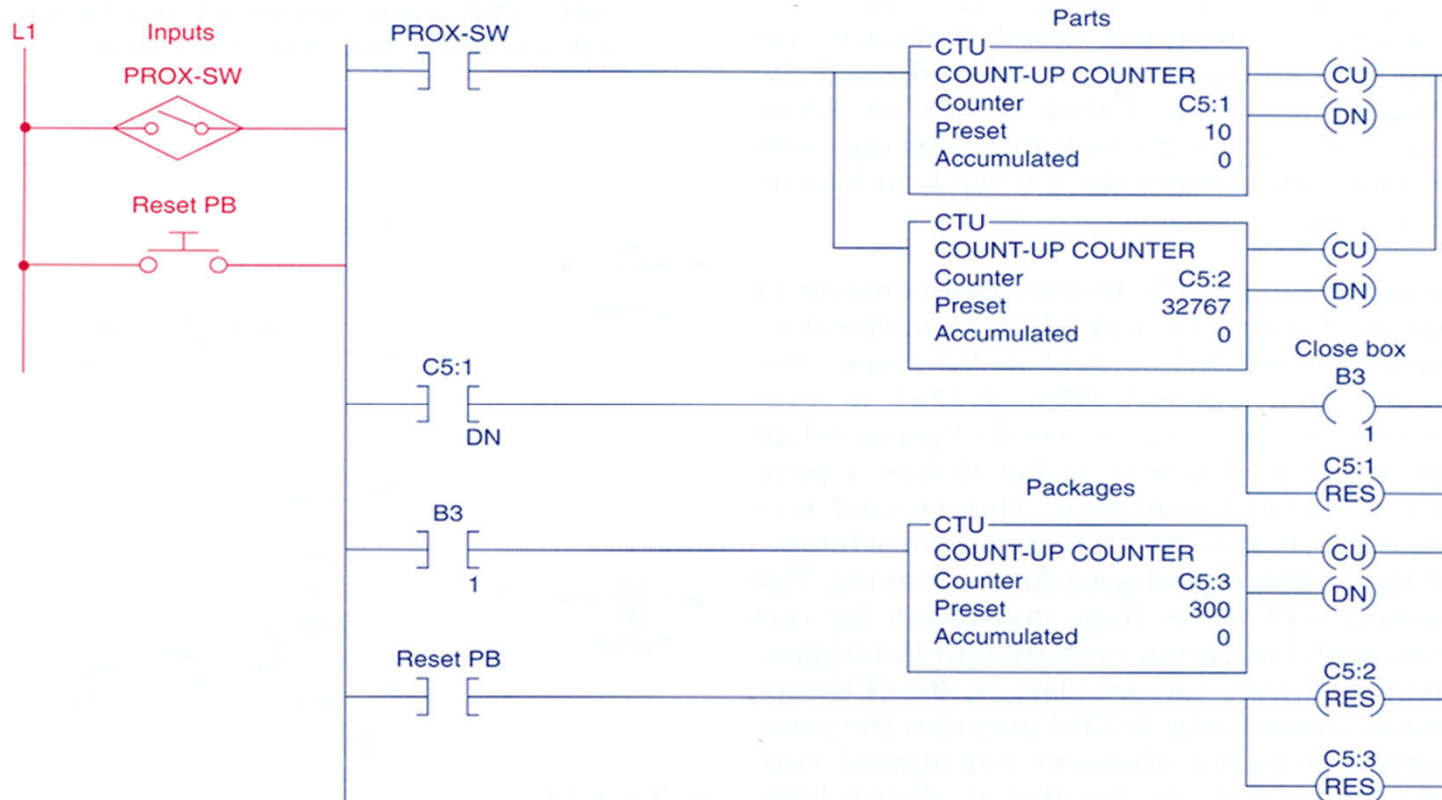 L1
Inputs
PROX-SW
Reset PB
PROX-SW
Parts
CTU
COUNT-UP COUNTER
Counter C5:1
Preset 10
Accumulated 0
CU
DN
CTU
COUNT-UP COUNTER
Counter C5:2
Preset 32767
Accumulated 0
CU
DN
C5:1
DN
Close box
B3
1
C5:1
RES
B3
1
Packages
CTU
COUNT-UP COUNTER
Counter C5:3
Preset 300
Accumulated 0
CU
DN
Reset PB
C5:2
RES
C5:3
RES